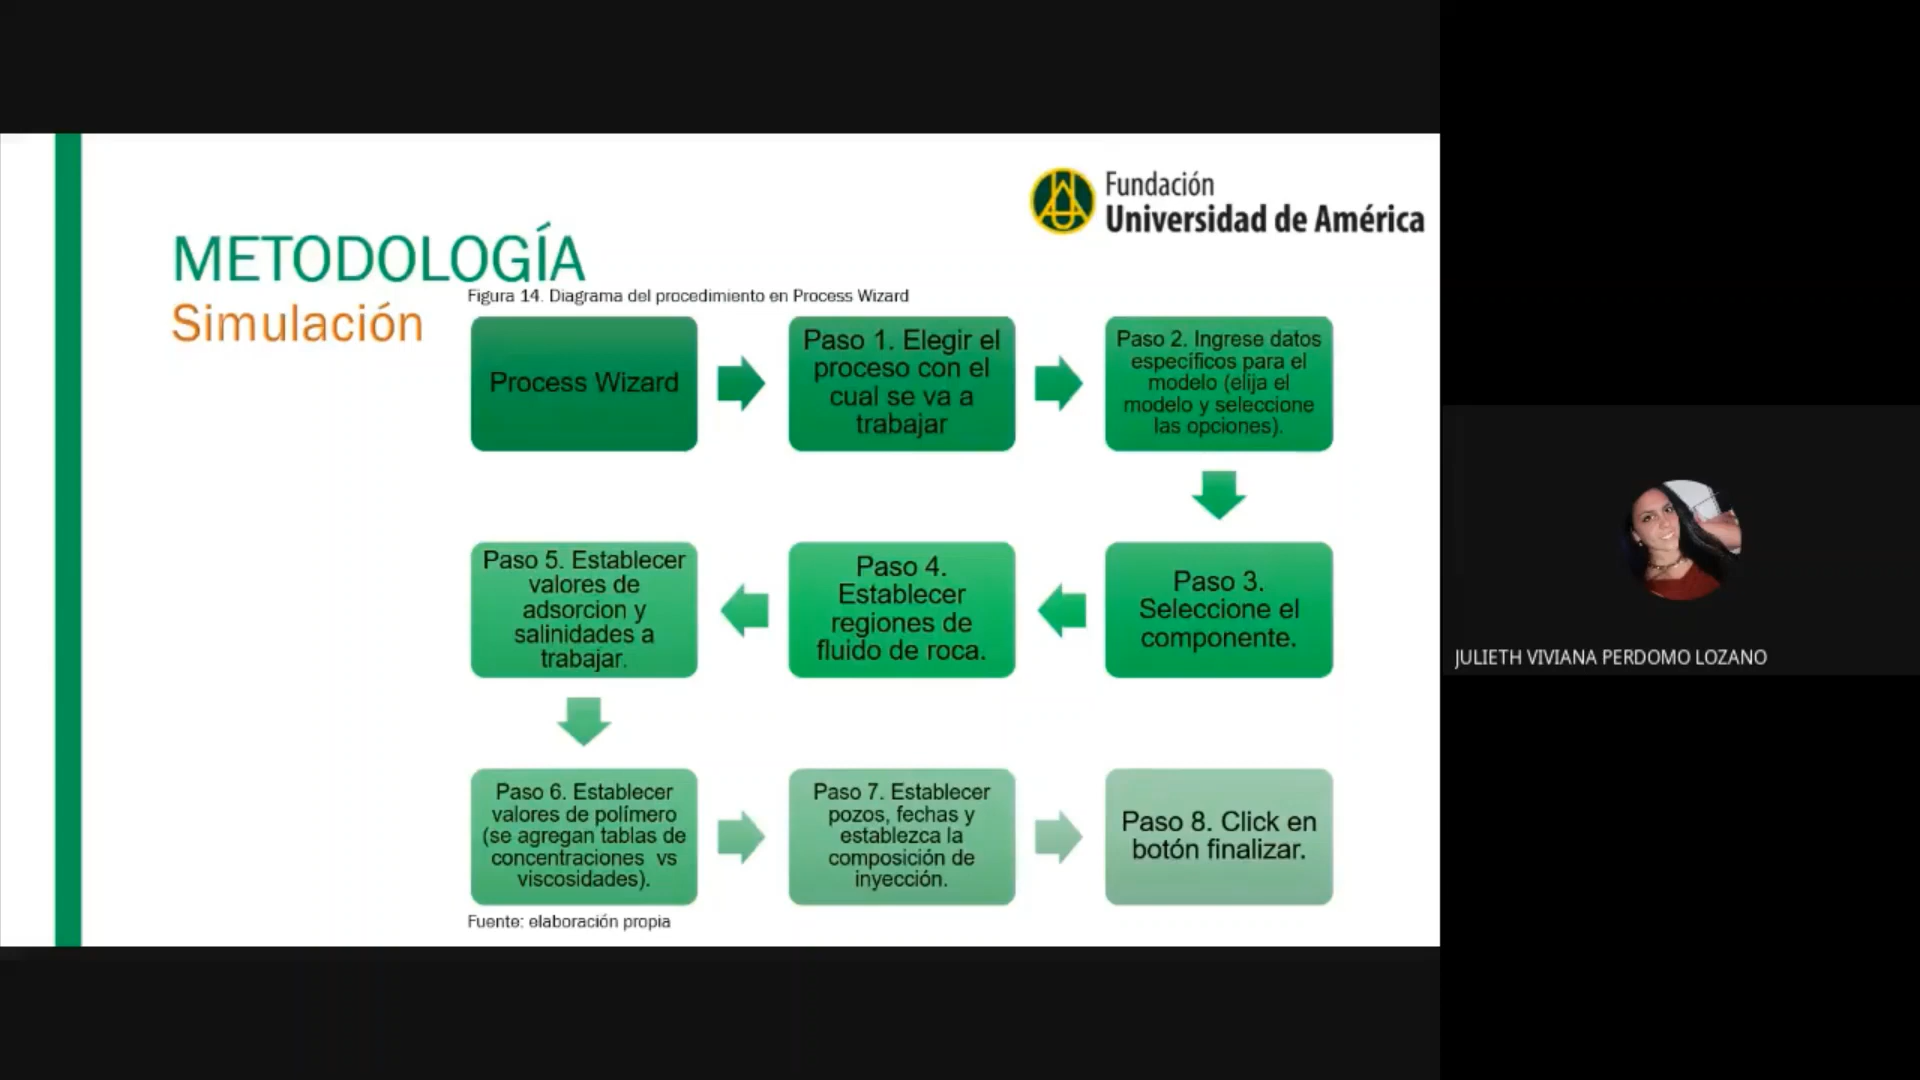 Fundación
Universidad de América
METODOLOGÍA
Simulación
Figura 14. Diagrama del procedimiento en Process Wizard
Process Wizard
Paso 1. Elegir el
proceso con el
cual se va a
trabajar
Paso 2. Ingrese datos
específicos para el
modelo (elija el
modelo y seleccione
las opciones).
Paso 3.
Seleccione el
componente.
Paso 4.
Establecer
regiones de
fluido de roca.
Paso 5. Establecer
valores de
adsorcion y
salinidades a
trabajar.
Paso 6. Establecer
valores de polímero
(se agregan tablas de
concentraciones vs
viscosidades).
Paso 7. Establecer
pozos, fechas y
establezca la
composición de
inyección.
Paso 8. Click en
botón finalizar.
Fuente: elaboración propia
JULIETH VIVIANA PERDOMO LOZANO